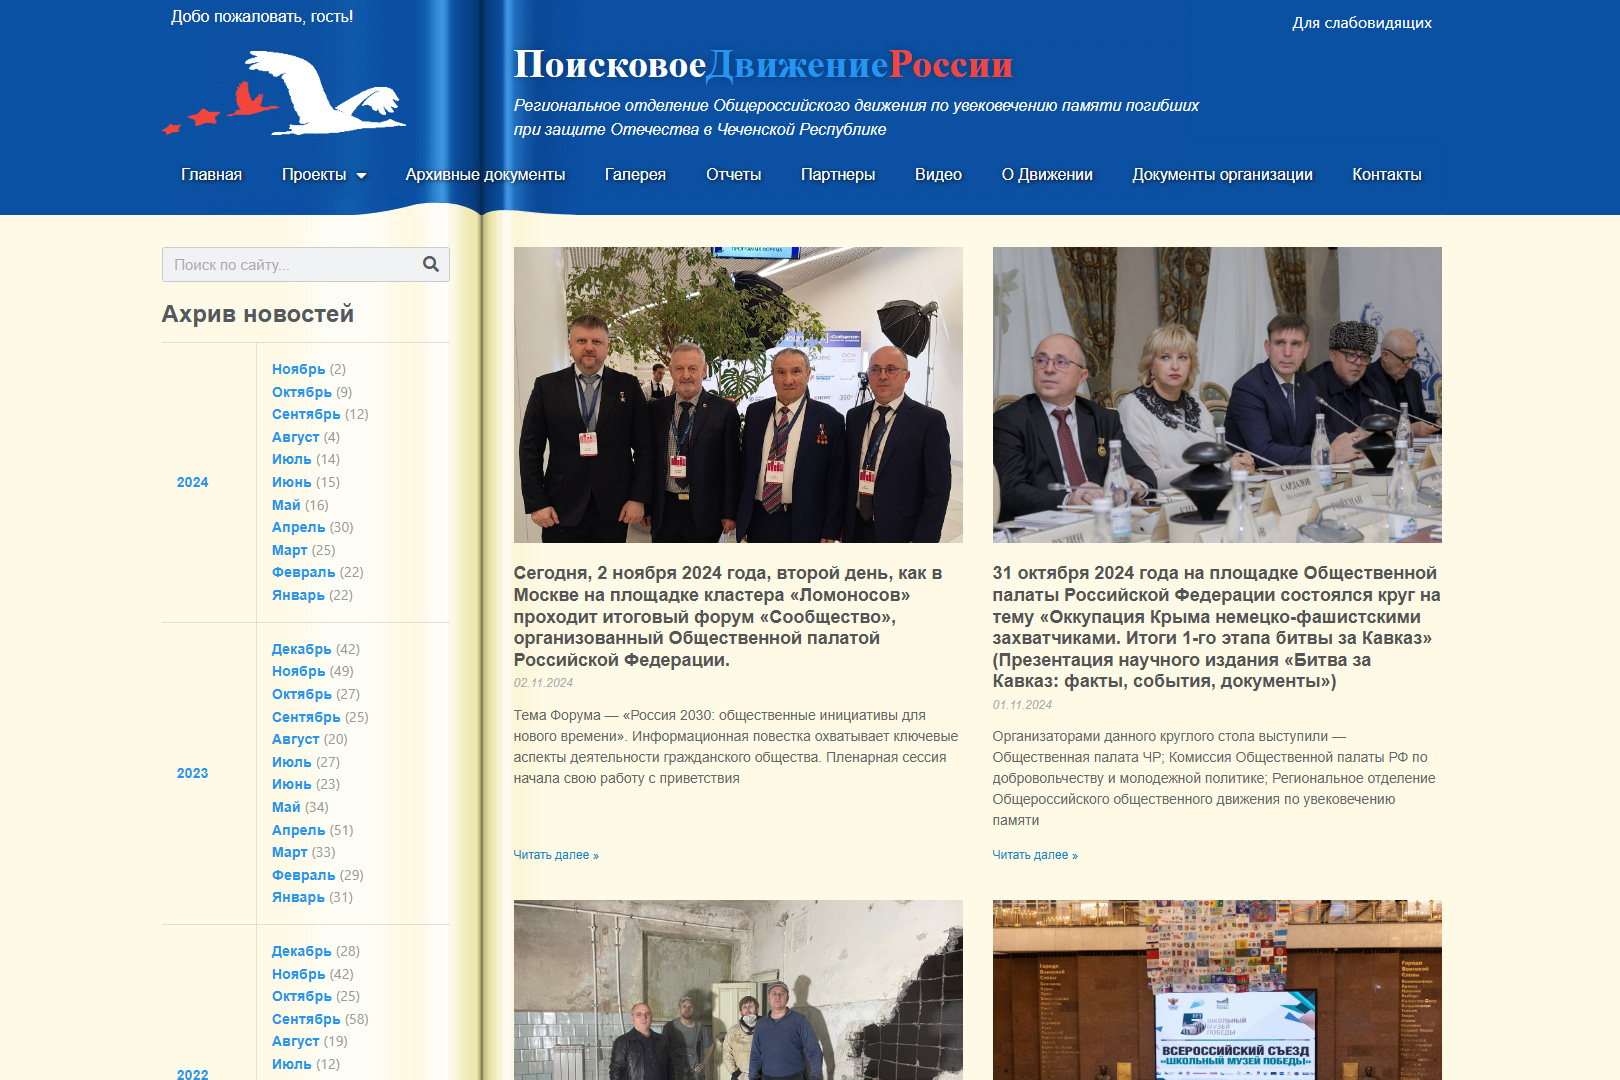 Добо пожаловать, гость!
Для слабовидящих
ПоисковоеДвижениеРоссии
Региональное отделение Общероссийского движения по увековечению памяти погибших
при защите Отечества в Чеченской Республике
Главная Проекты Архивные документы Галерея Отчеты Партнеры Видео О Движении Документы организации Контакты
Поиск по сайту...
Ахрив новостей
2024
Ноябрь (2)
Октябрь (9)
Сентябрь (12)
Август (4)
Июль (14)
Июнь (15)
Май (16)
Апрель (30)
Март (25)
Февраль (22)
Январь (22)
2023
Декабрь (42)
Ноябрь (49)
Октябрь (27)
Сентябрь (25)
Август (20)
Июль (27)
Июнь (23)
Май (34)
Апрель (51)
Март (33)
Февраль (29)
Январь (31)
2022
Декабрь (28)
Ноябрь (42)
Октябрь (25)
Сентябрь (58)
Август (19)
Июль (12)
Сегодня, 2 ноября 2024 года, второй день, как в
Москве на площадке кластера «Ломоносов»
проходит итоговый форум «Сообщество»,
организованный Общественной палатой
Российской Федерации.
02.11.2024
Тема Форума — «Россия 2030: общественные инициативы для
нового времени». Информационная повестка охватывает ключевые
аспекты деятельности гражданского общества. Пленарная сессия
начала свою работу с приветствия
Читать далее »
31 октября 2024 года на площадке Общественной
палаты Российской Федерации состоялся круг на
тему «Оккупация Крыма немецко-фашистскими
захватчиками. Итоги 1-го этапа битвы за Кавказ»
(Презентация научного издания «Битва за
Кавказ: факты, события, документы»)
01.11.2024
Организаторами данного круглого стола выступили —
Общественная палата ЧР; Комиссия Общественной палаты РФ по
добровольчеству и молодежной политике; Региональное отделение
Общероссийского общественного движения по увековечению
памяти
Читать далее »
Города
Воинской
Славы
Города
Воинской
Славы
ШКОЛЬНЫЙ
МУЗЕЙ
ПОБЕДЫ
ВСЕРОССИЙСКИЙ СЪЕЗД
«ШКОЛЬНЫЙ МУЗЕЙ ПОБЕДЫ»